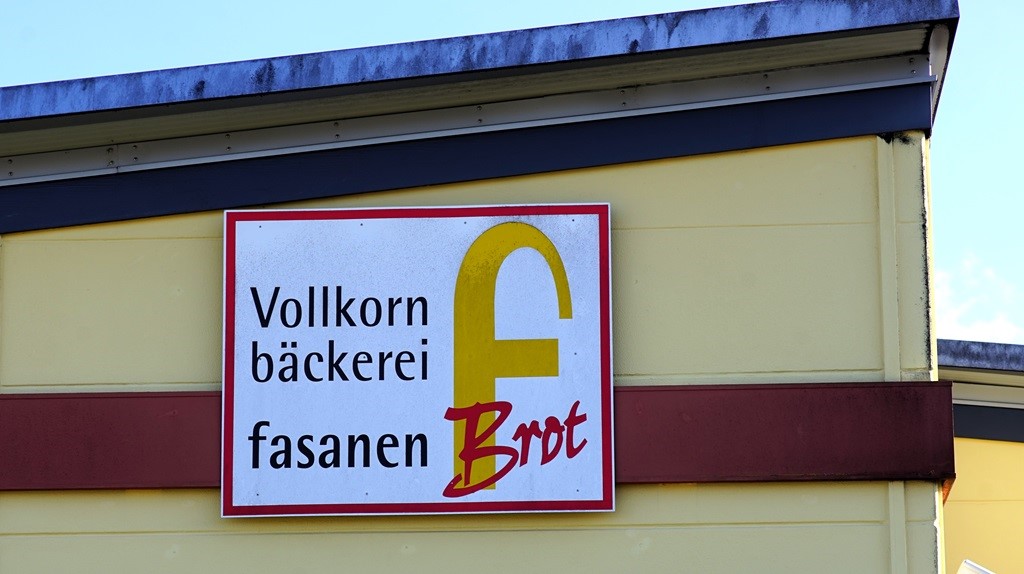 Vollkorn
bäckerei
fasanen Brot
f